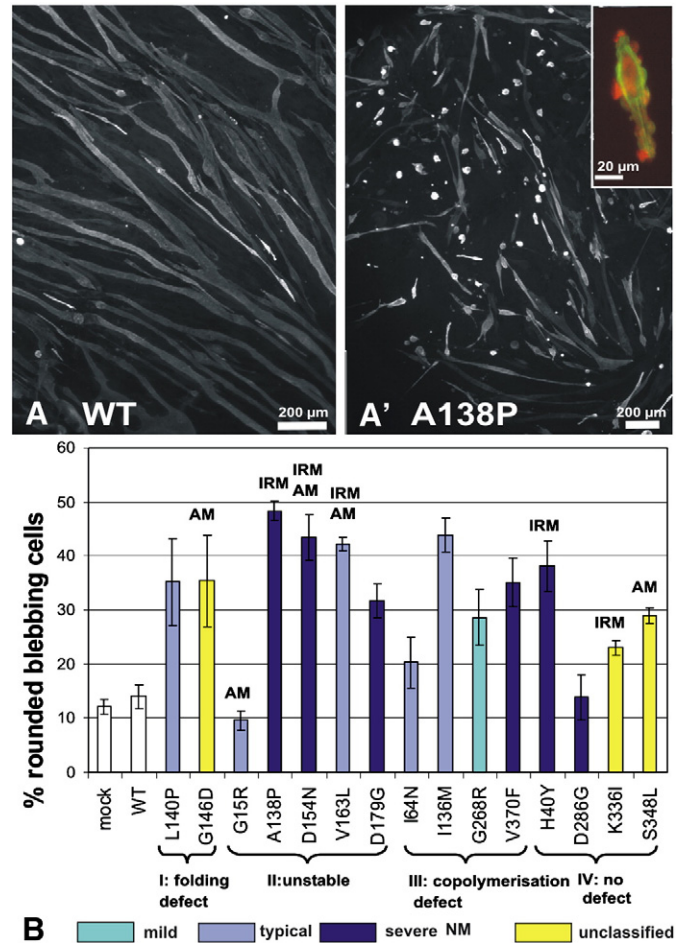 20 µm
A WT
200 µm
A' A138P
200 µm
% rounded blebbing cells
60
50
40
30
20
10
0
AM
AM
IRM
IRM
AM
IRM
AM
IRM
IRM
AM
mock
WT
L140P
G146D
G15R
A138P
D154N
V163L
D179G
I64N
I136M
G268R
V370F
H40Y
D286G
K336I
S348L
I: folding
defect
II:unstable
III: copolymerisation
defect
IV: no
defect
B
mild
typical
severe NM
unclassified